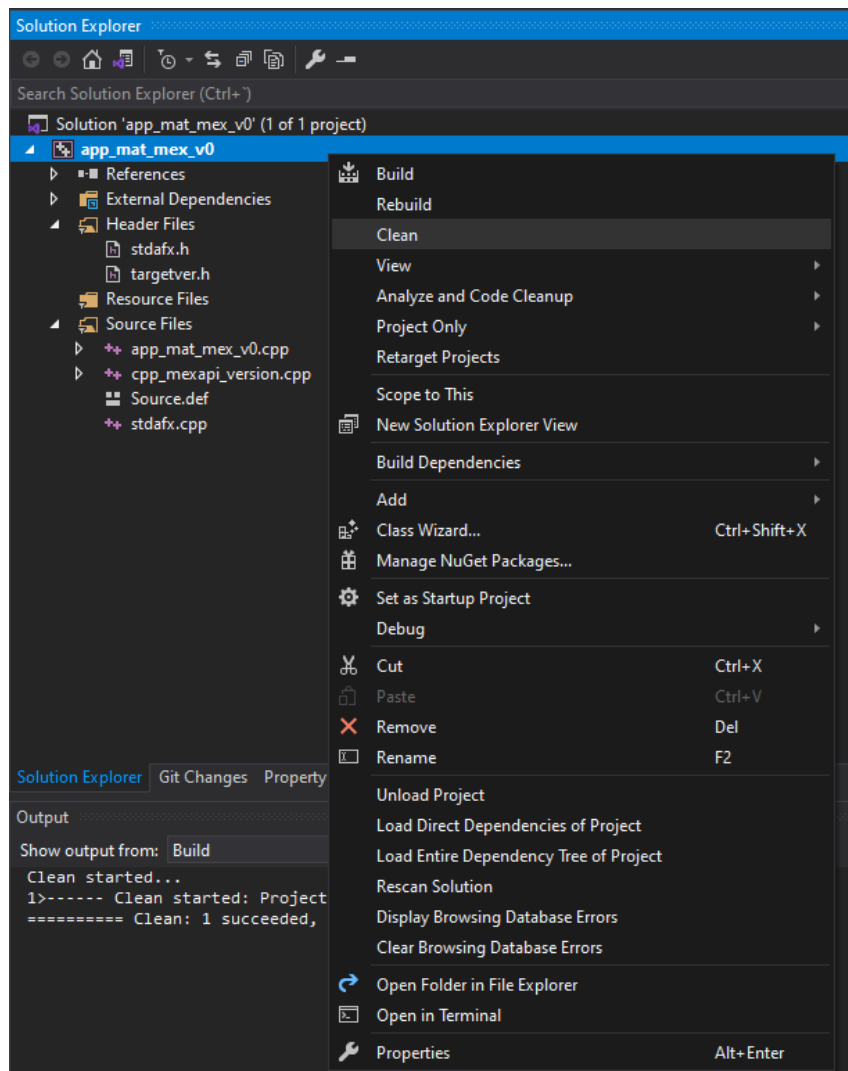 Solution Explorer
Search Solution Explorer (Ctrl+`)
Solution 'app_mat_mex_v0' (1 of 1 project)
app_mat_mex_v0
References
External Dependencies
Header Files
stdafx.h
targetver.h
Resource Files
Source Files
app_mat_mex_v0.cpp
cpp_mexapi_version.cpp
Source.def
stdafx.cpp
Build
Rebuild
Clean
View
Analyze and Code Cleanup
Project Only
Retarget Projects
Scope to This
New Solution Explorer View
Build Dependencies
Add
Class Wizard... Ctrl+Shift+X
Manage NuGet Packages...
Set as Startup Project
Debug
Cut Ctrl+X
Paste Ctrl+V
Remove Del
Rename F2
Unload Project
Load Direct Dependencies of Project
Load Entire Dependency Tree of Project
Rescan Solution
Display Browsing Database Errors
Clear Browsing Database Errors
Open Folder in File Explorer
Open in Terminal
Properties Alt+Enter
Solution Explorer Git Changes Property
Output
Show output from: Build
Clean started...
1>------ Clean started: Project
========== Clean: 1 succeeded,